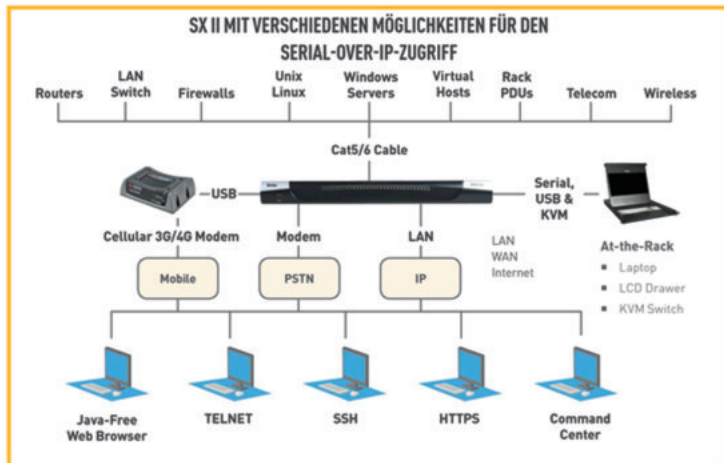 SX II MIT VERSCHIEDENEN MÖGLICHKEITEN FÜR DEN
SERIAL-OVER-IP-ZUGRIFF
Routers
LAN
Switch
Firewalls
Unix
Linux
Windows
Servers
Virtual
Hosts
Rack
PDUs
Telecom
Wireless
Cat5/6 Cable
USB
Serial,
USB &
KVM
Cellular 3G/4G Modem
Modem
LAN
LAN
WAN
Internet
At-the-Rack
▪ Laptop
▪ LCD Drawer
▪ KVM Switch
Mobile
PSTN
IP
Java-Free
Web Browser
TELNET
SSH
HTTPS
Command
Center